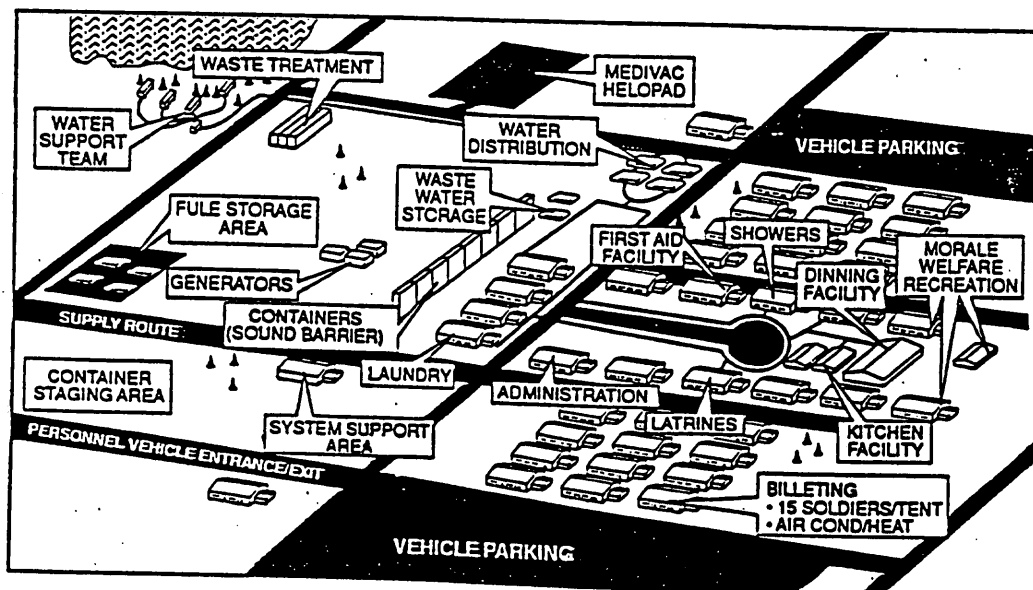 WASTE TREATMENT
MEDIVAC
HELOPAD
WATER
SUPPORT
TEAM
WATER
DISTRIBUTION
VEHICLE PARKING
WASTE
WATER
STORAGE
FULE STORAGE
AREA
FIRST AID
FACILITY
SHOWERS
MORALE
WELFARE
RECREATION
DINNING
FACILITY
GENERATORS
CONTAINERS
(SOUND BARRIER)
SUPPLY ROUTE
LAUNDRY
CONTAINER
STAGING AREA
ADMINISTRATION
LATRINES
SYSTEM SUPPORT
AREA
KITCHEN
FACILITY
PERSONNEL VEHICLE ENTRANCE/EXIT
BILLETING
• 15 SOLDIERS/TENT
• AIR COND/HEAT
VEHICLE PARKING